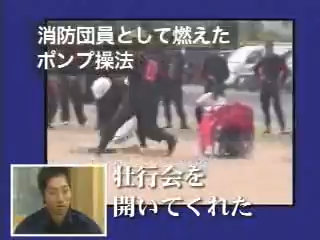 消防団員として燃えた
ポンプ操法
壮行会を
開いてくれた